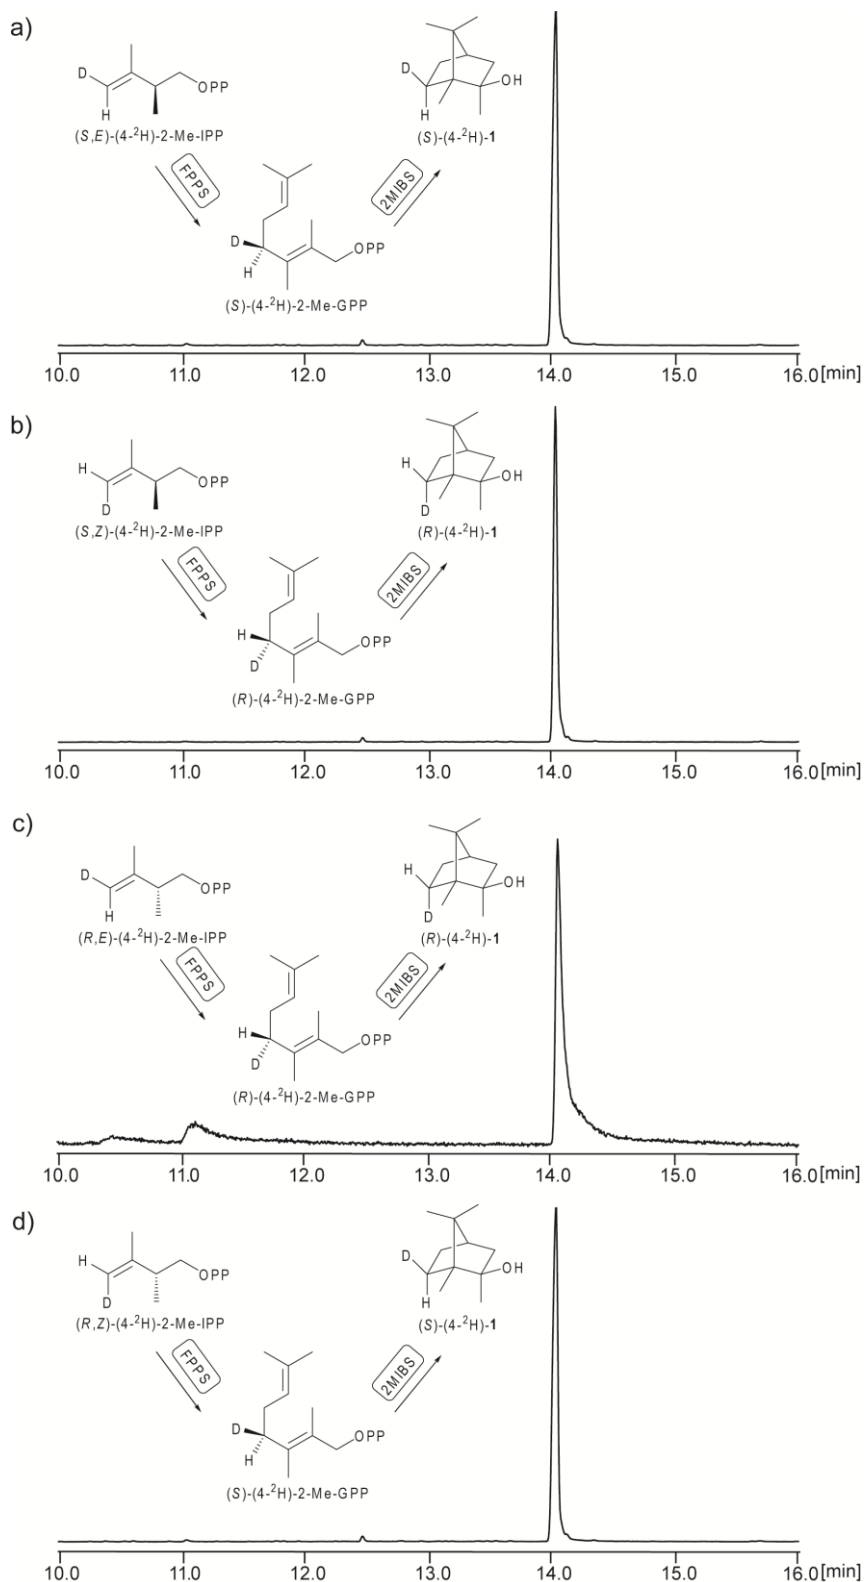 a)
D
H
OPP
(S,E)-(4-²H)-2-Me-IPP
FPPS
D
H
OPP
(S)-(4-²H)-2-Me-GPP
2MIBS
D
H
OH
(S)-(4-²H)-1
10.0 11.0 12.0 13.0 14.0 15.0 16.0[min]
b)
H
D
OPP
(S,Z)-(4-²H)-2-Me-IPP
FPPS
H
D
OPP
(R)-(4-²H)-2-Me-GPP
2MIBS
H
D
OH
(R)-(4-²H)-1
10.0 11.0 12.0 13.0 14.0 15.0 16.0[min]
c)
D
H
OPP
(R,E)-(4-²H)-2-Me-IPP
FPPS
H
D
OPP
(R)-(4-²H)-2-Me-GPP
2MIBS
H
D
OH
(R)-(4-²H)-1
10.0 11.0 12.0 13.0 14.0 15.0 16.0[min]
d)
H
D
OPP
(R,Z)-(4-²H)-2-Me-IPP
FPPS
D
H
OPP
(S)-(4-²H)-2-Me-GPP
2MIBS
D
H
OH
(S)-(4-²H)-1
10.0 11.0 12.0 13.0 14.0 15.0 16.0[min]